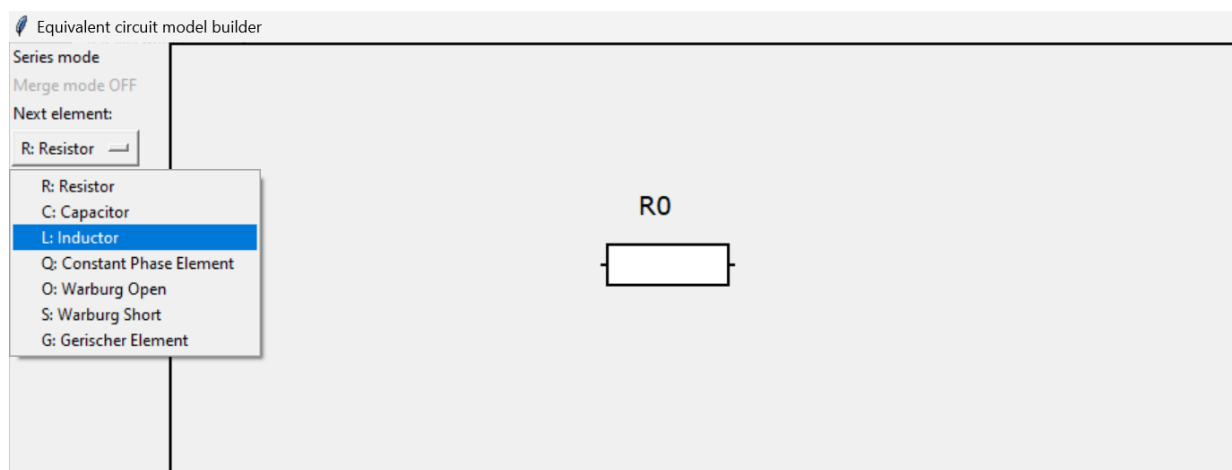 Equivalent circuit model builder
Series mode
Merge mode OFF
Next element:
R: Resistor
R: Resistor
C: Capacitor
L: Inductor
Q: Constant Phase Element
O: Warburg Open
S: Warburg Short
G: Gerischer Element
R0